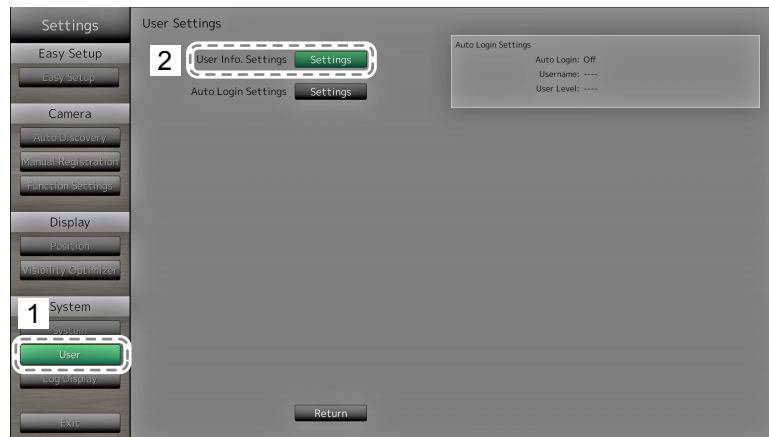 Settings
User Settings
Easy Setup
Easy Setup
Camera
Auto Discovery
Manual Registration
Function Settings
Display
Position
Visibility Optimizer
1
System
System
User
Log Display
Exit
2
User Info. Settings Settings
Auto Login Settings Settings
Return
Auto Login Settings
Auto Login: Off
Username: ----
User Level: ----